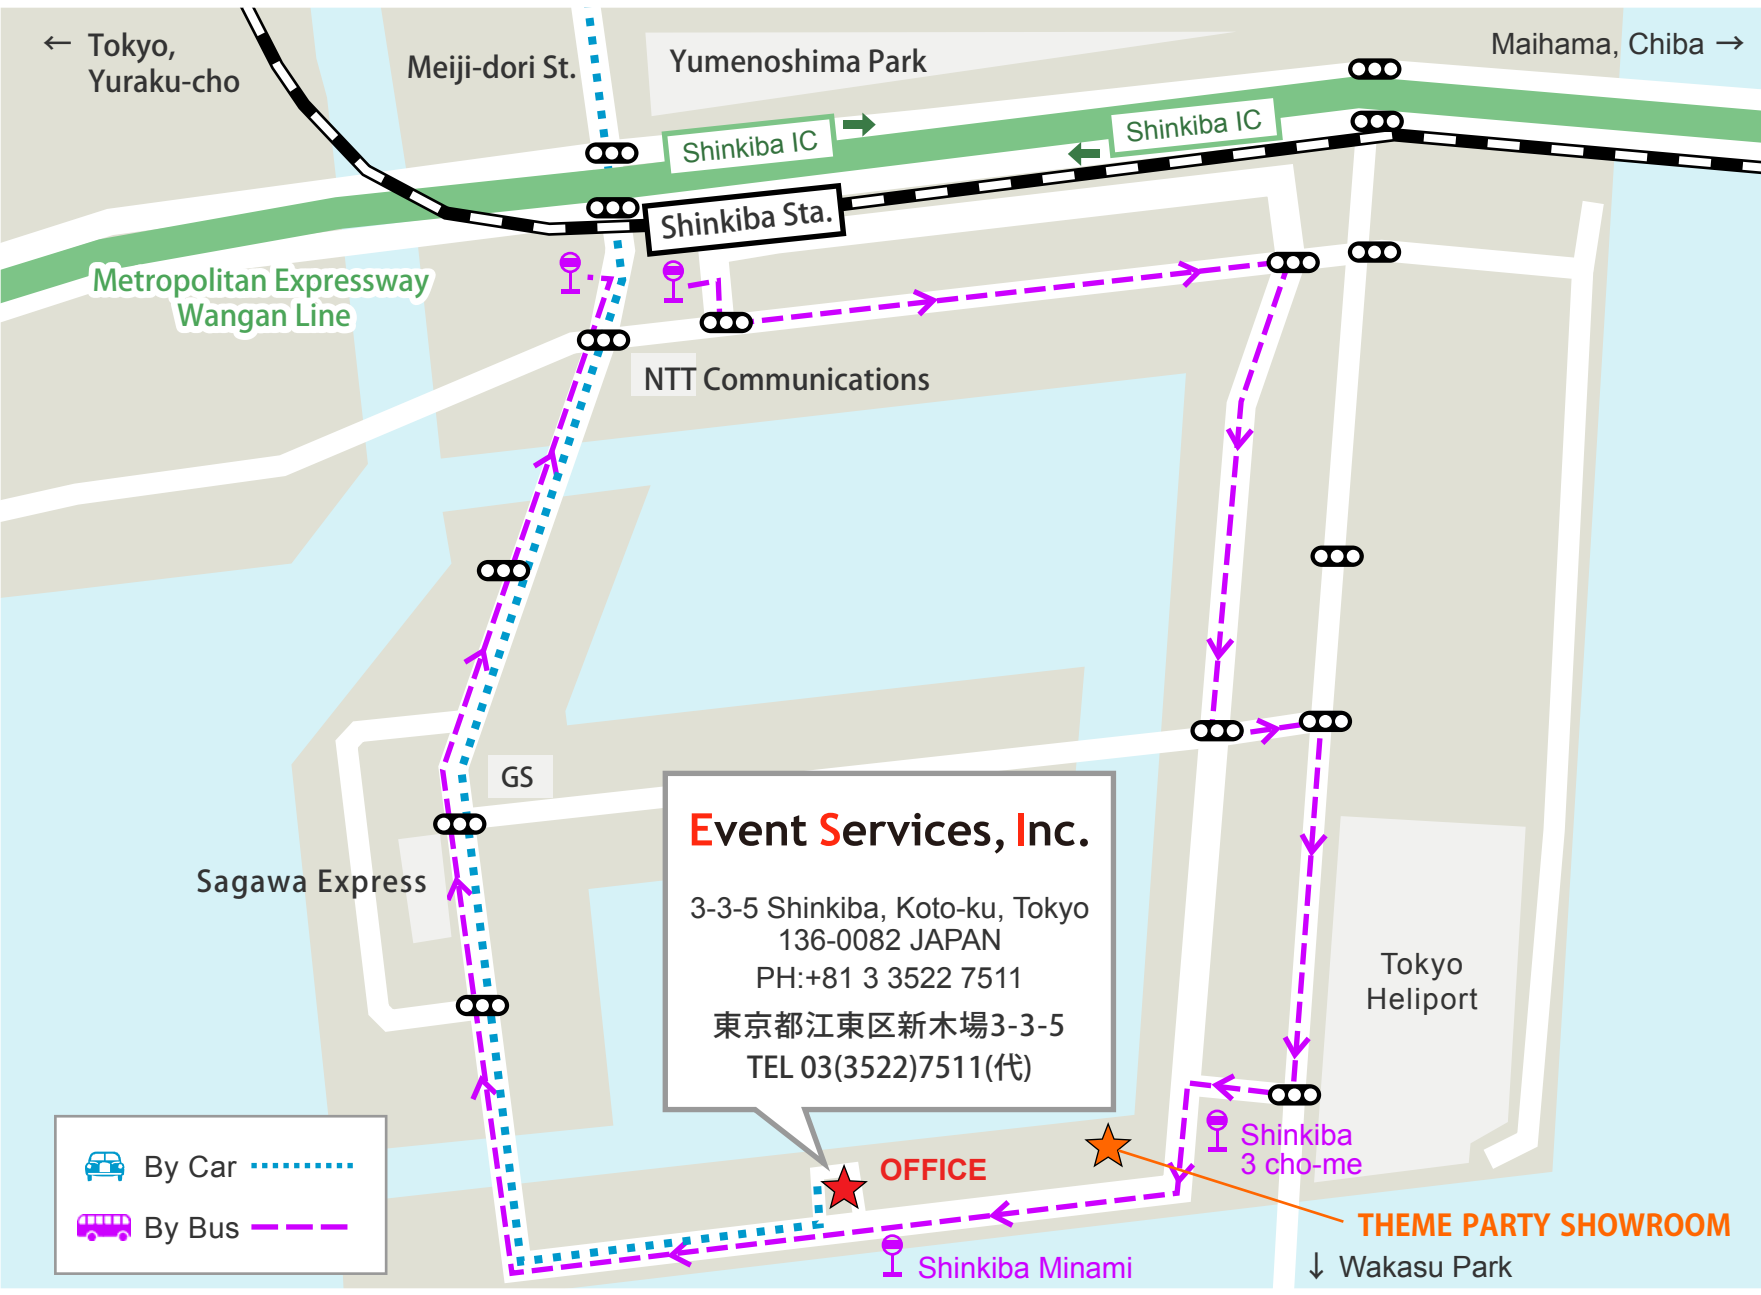 ← Tokyo,
Yuraku-cho
Meiji-dori St.
Yumenoshima Park
Maihama, Chiba →
Shinkiba IC
Shinkiba IC
Shinkiba Sta.
Metropolitan Expressway
Wangan Line
NTT Communications
GS
Sagawa Express
Event Services, Inc.
3-3-5 Shinkiba, Koto-ku, Tokyo
136-0082 JAPAN
PH:+81 3 3522 7511
東京都江東区新木場3-3-5
TEL 03(3522)7511(代)
Tokyo
Heliport
Shinkiba
3 cho-me
OFFICE
THEME PARTY SHOWROOM
↓ Wakasu Park
Shinkiba Minami
By Car
By Bus